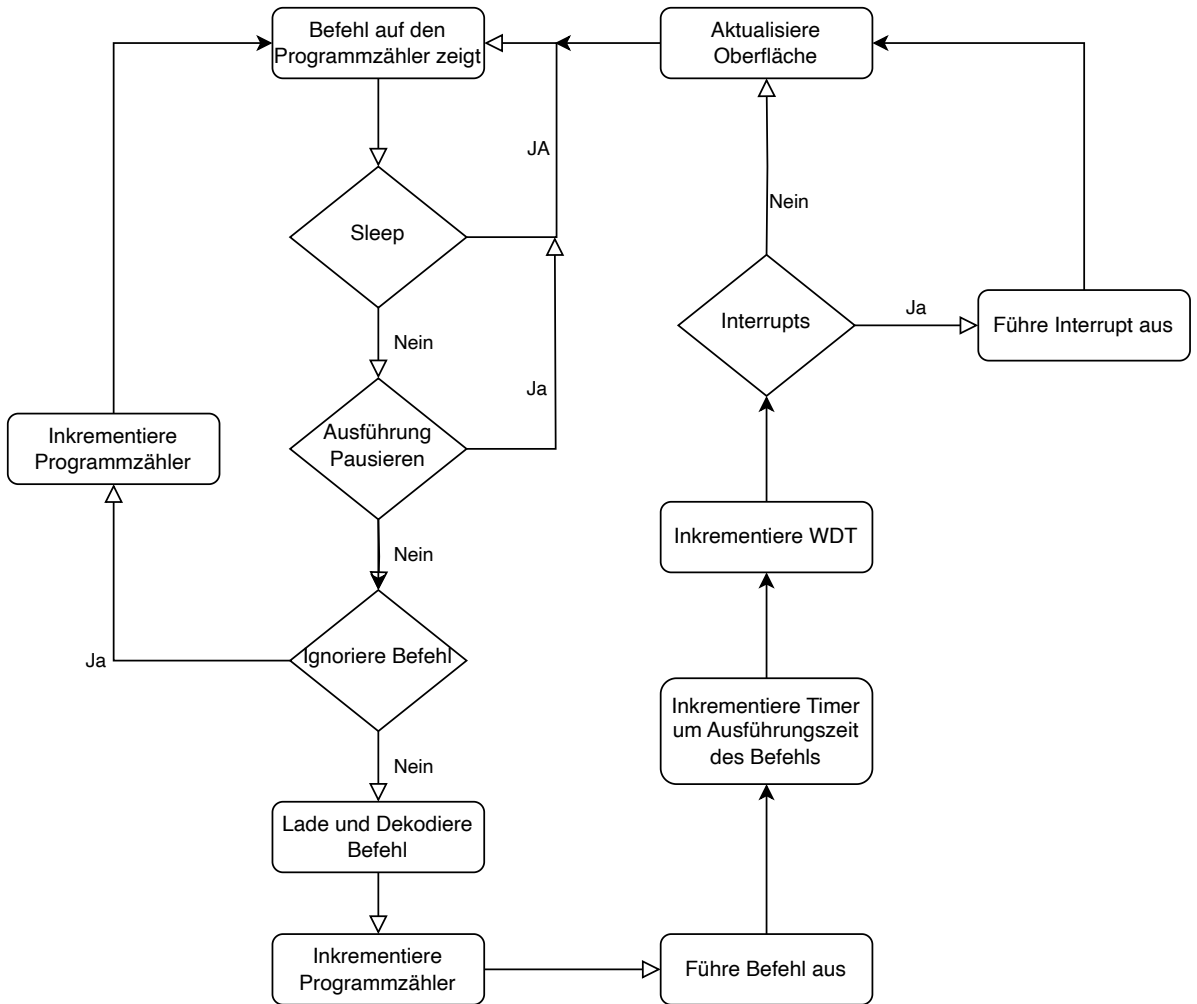 Befehl auf den
Programmzähler zeigt
Aktualisiere
Oberfläche
JA
Sleep
Nein
Interrupts
Ja
Führe Interrupt aus
Nein
Ja
Inkrementiere
Programmzähler
Ausführung
Pausieren
Inkrementiere WDT
Nein
Ignoriere Befehl
Ja
Inkrementiere Timer
um Ausführungszeit
des Befehls
Nein
Lade und Dekodiere
Befehl
Inkrementiere
Programmzähler
Führe Befehl aus